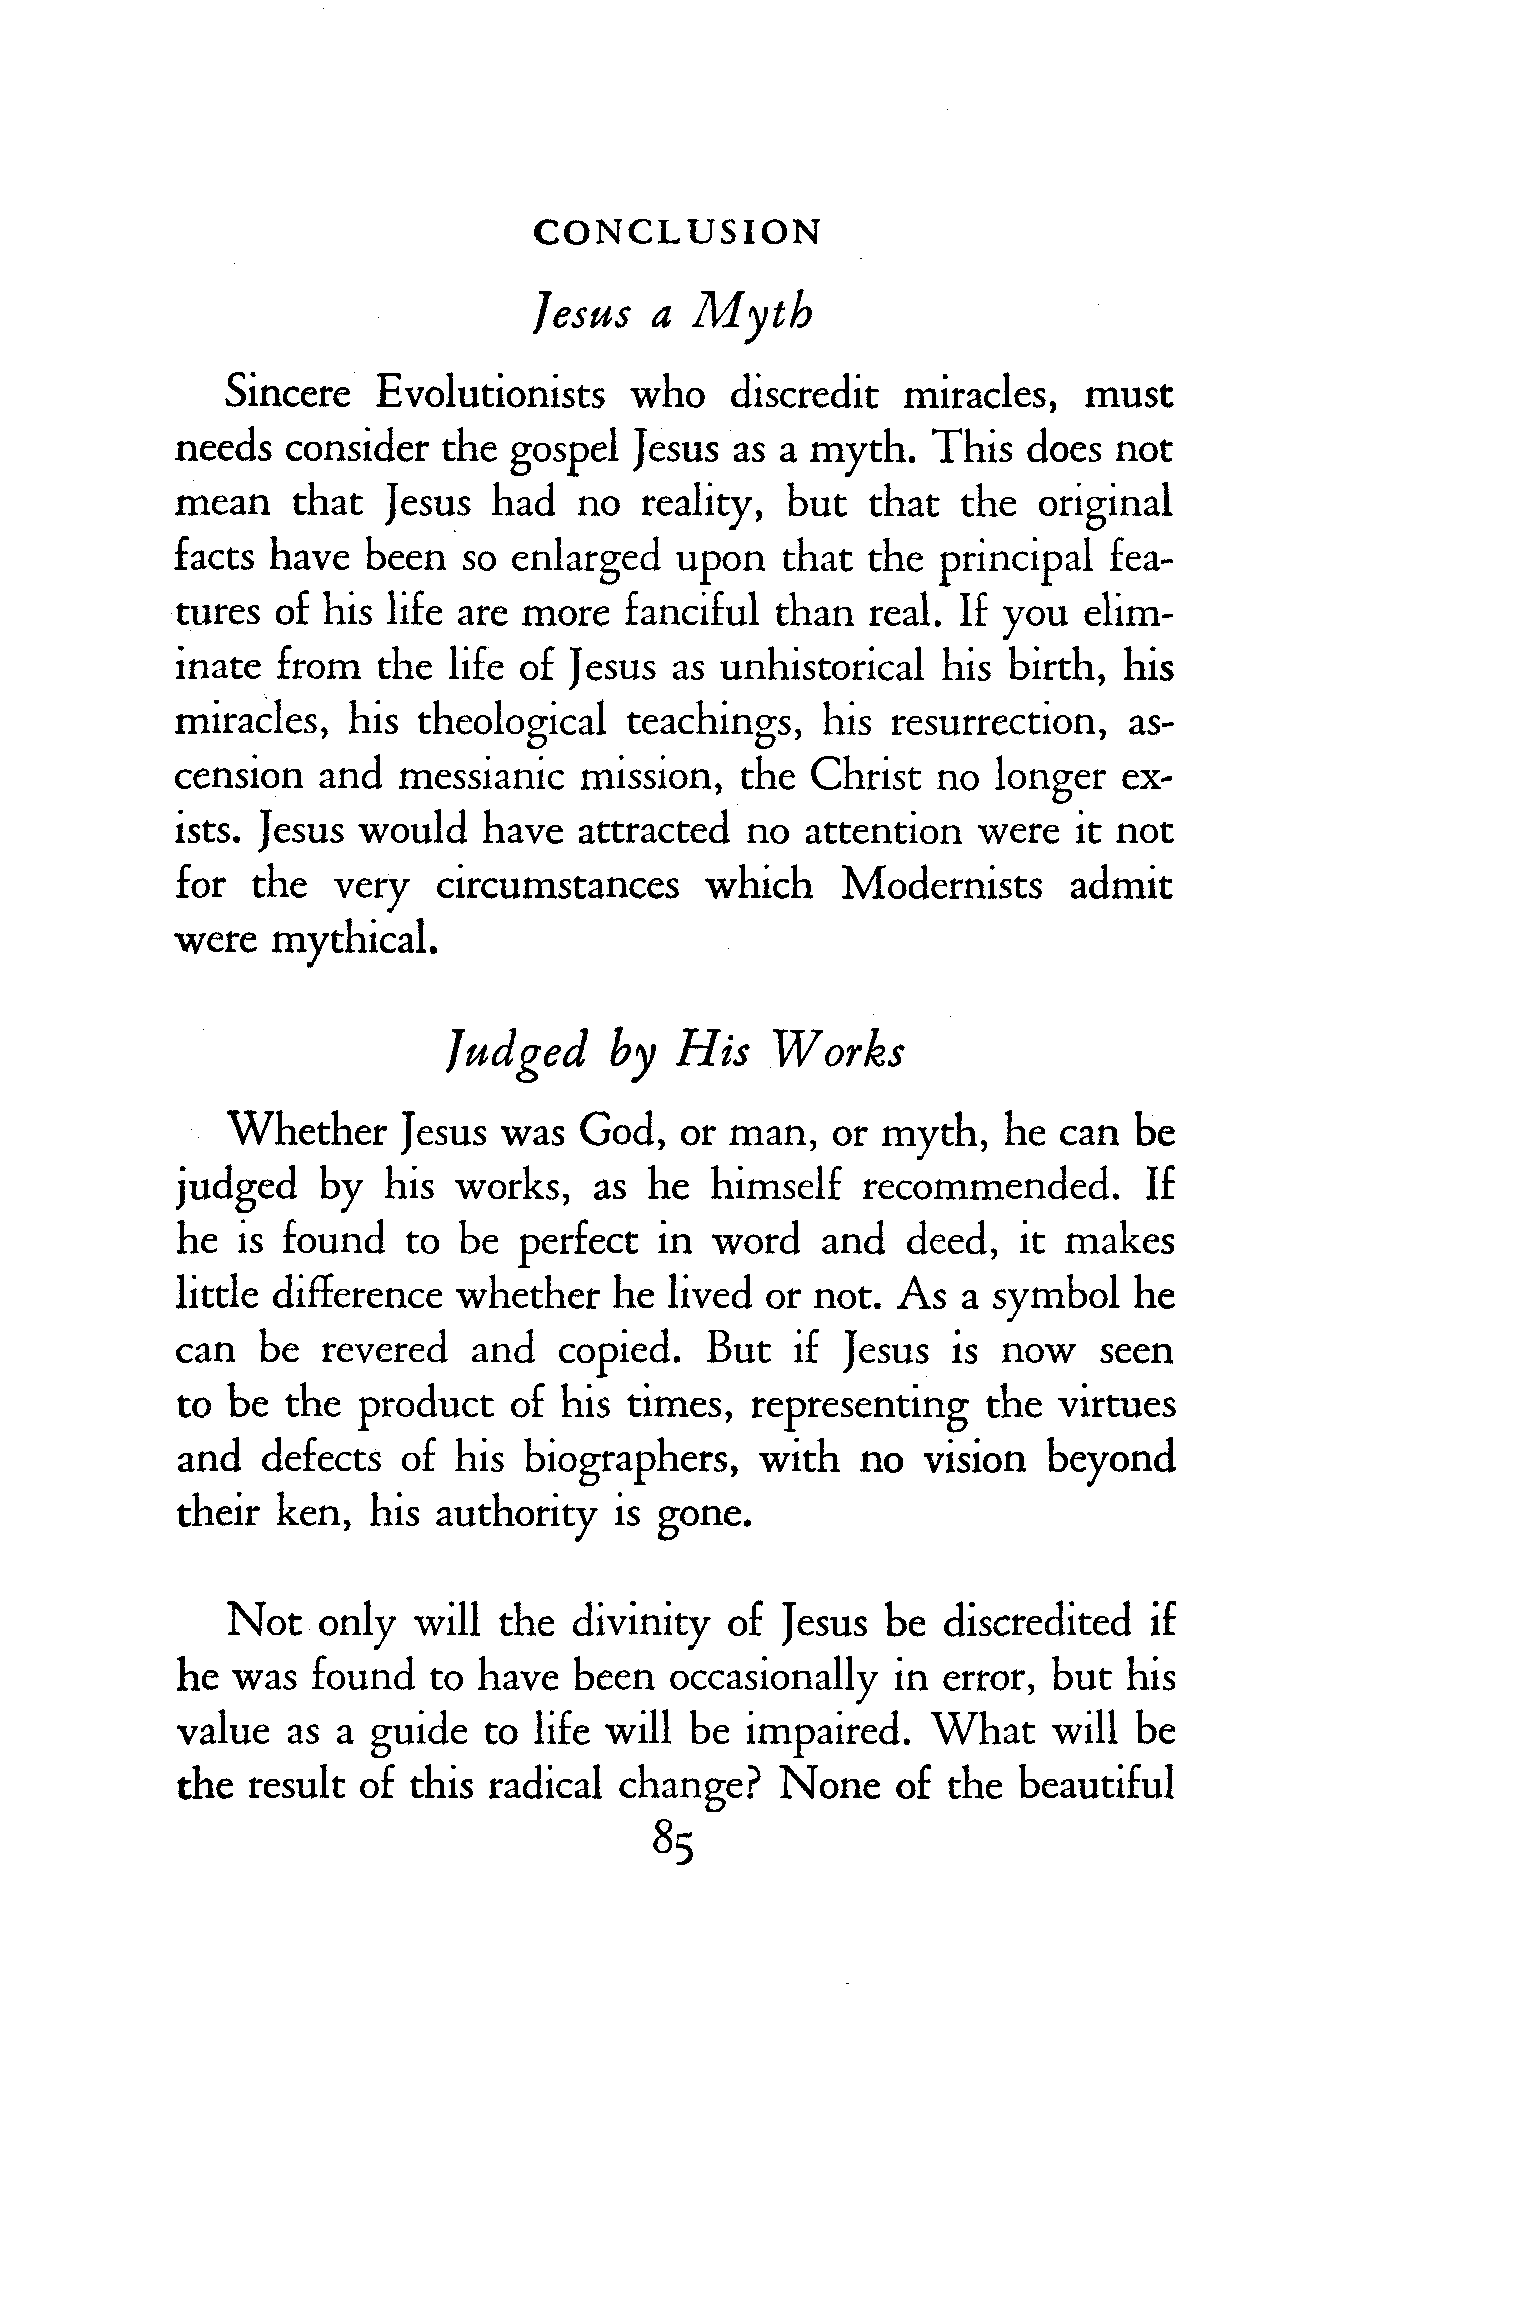 CONCLUSION
Jesus a Myth
Sincere Evolutionists who discredit miracles, must
needs consider the gospel Jesus as a myth. This does not
mean that Jesus had no reality, but that the original
facts have been so enlarged upon that the principal fea-
tures of his life are more fanciful than real. If you elim-
inate from the life of Jesus as unhistorical his birth, his
miracles, his theological teachings, his resurrection, as-
cension and messianic mission, the Christ no longer ex-
ists. Jesus would have attracted no attention were it not
for the very circumstances which Modernists admit
were mythical.
Judged by His Works
Whether Jesus was God, or man, or myth, he can be
judged by his works, as he himself recommended. If
he is found to be perfect in word and deed, it makes
little difference whether he lived or not. As a symbol he
can be revered and copied. But if Jesus is now seen
to be the product of his times, representing the virtues
and defects of his biographers, with no vision beyond
their ken, his authority is gone.
Not only will the divinity of Jesus be discredited if
he was found to have been occasionally in error, but his
value as a guide to life will be impaired. What will be
the result of this radical change? None of the beautiful
85